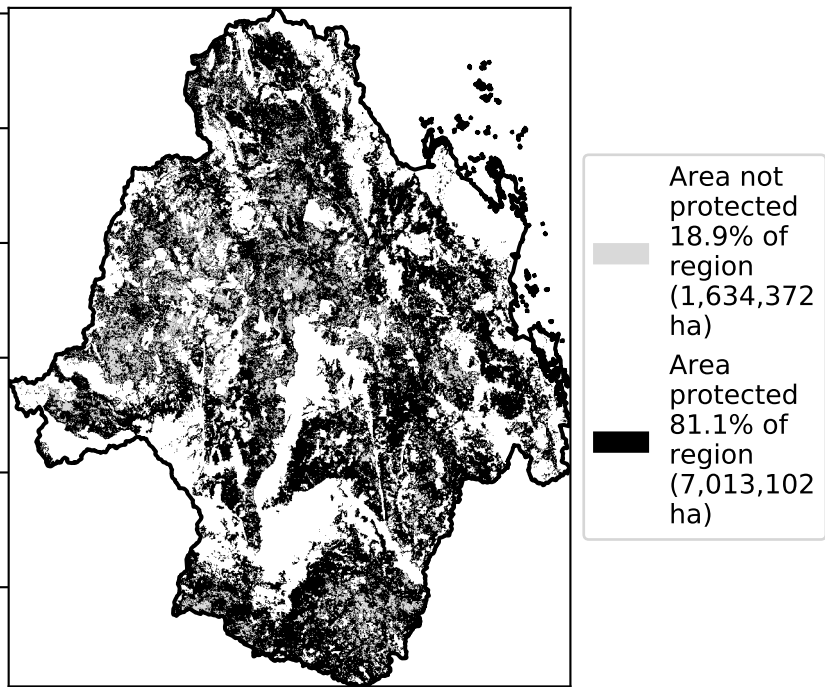 Area not
protected
18.9% of
region
(1,634,372
ha)
Area
protected
81.1% of
region
(7,013,102
ha)